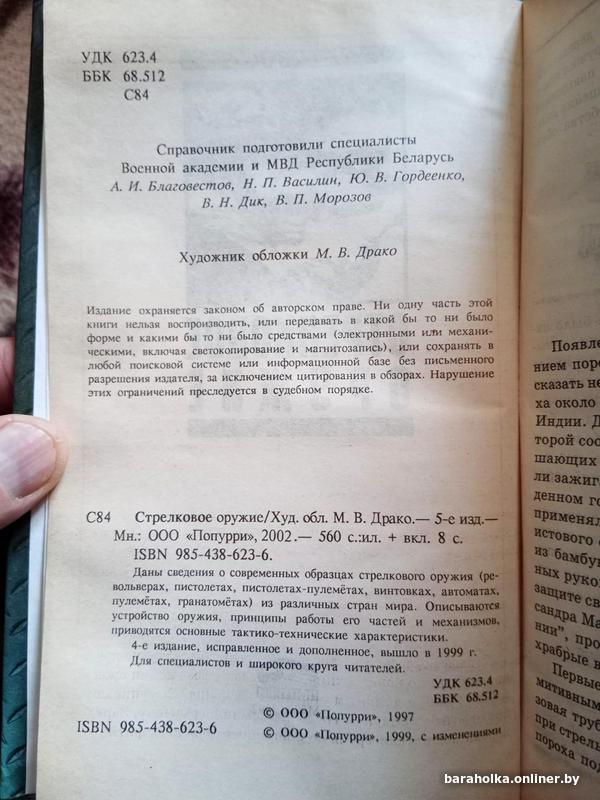 УДК 623.4
ББК 68.512
С84
Справочник подготовили специалисты
Военной академии и МВД Республики Беларусь
А. И. Благовестов, Н. П. Василин, Ю. В. Гордеенко,
В. Н. Дик, В. П. Морозов
Художник обложки М. В. Драко
Издание охраняется законом об авторском праве. Ни одну часть этой
книги нельзя воспроизводить, или передавать в какой бы то ни было
форме и какими бы то ни было средствами (электронными или механи-
ческими, включая светокопирование и магнитозапись), или сохранять в
любой поисковой системе или информационной базе без письменного
разрешения издателя, за исключением цитирования в обзорах. Нарушение
этих ограничений преследуется в судебном порядке.
С84 Стрелковое оружие/Худ. обл. М. В. Драко.— 5-е изд.—
Мн.: ООО «Попурри», 2002.— 560 с.:ил. + вкл. 8 с.
ISBN 985-438-623-6.
Даны сведения о современных образцах стрелкового оружия (ре-
вольверах, пистолетах, пистолетах-пулемётах, винтовках, автоматах,
пулемётах, гранатомётах) из различных стран мира. Описываются
устройство оружия, принципы работы его частей и механизмов,
приводятся основные тактико-технические характеристики.
4-е издание, исправленное и дополненное, вышло в 1999 г.
Для специалистов и широкого круга читателей.
УДК 623.4
ББК 68.512
ISBN 985-438-623-6
© ООО «Попурри», 1997
© ООО «Попурри», 1999, с изменениями
Появле
нием поро
сказать не
ха около
Индии. Д
торой сос
шающих
ли зажиг
денном го
применял
истового
из бамбу
ных руко
защите св
сандра Ма
нии", про
храбрые в
Первые
митивным
зовая труб
при стрель
пороха под
baraholka.onliner.by